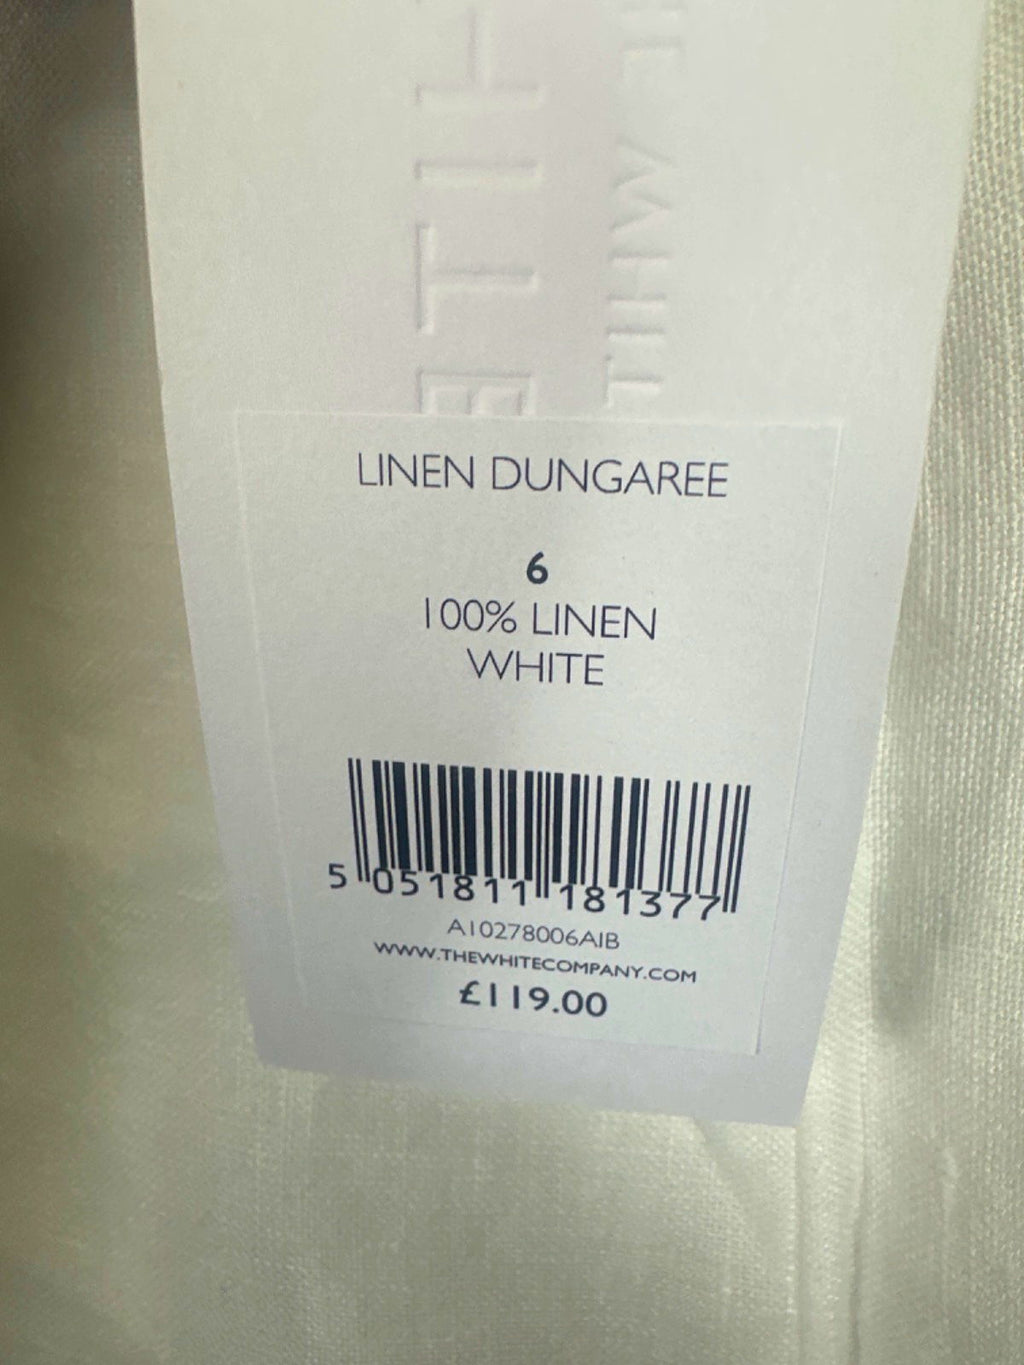 LINEN DUNGAREE
6
100% LINEN
WHITE
5 051811 181377
A10278006AIB
WWW.THEWHITECOMPANY.COM
£119.00